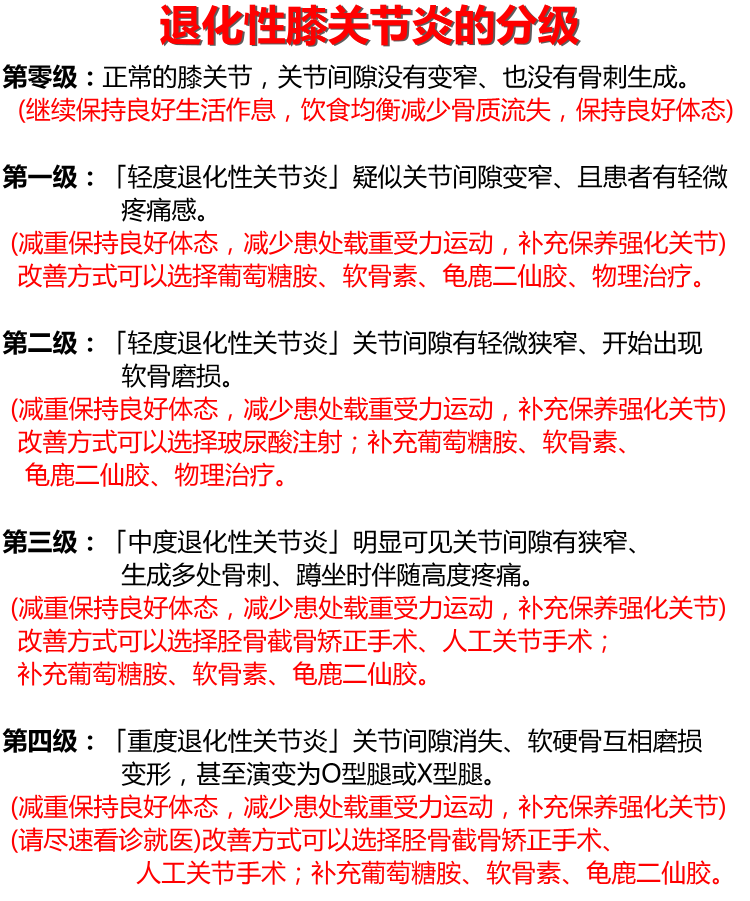 退化性膝关节炎的分级
第零级：正常的膝关节，关节间隙没有变窄、也没有骨刺生成。
(继续保持良好生活作息，饮食均衡减少骨质流失，保持良好体态)
第一级：「轻度退化性关节炎」疑似关节间隙变窄、且患者有轻微
疼痛感。
(减重保持良好体态，减少患处载重受力运动，补充保养强化关节)
改善方式可以选择葡萄糖胺、软骨素、龟鹿二仙胶、物理治疗。
第二级：「轻度退化性关节炎」关节间隙有轻微狭窄、开始出现
软骨磨损。
(减重保持良好体态，减少患处载重受力运动，补充保养强化关节)
改善方式可以选择玻尿酸注射；补充葡萄糖胺、软骨素、
龟鹿二仙胶、物理治疗。
第三级：「中度退化性关节炎」明显可见关节间隙有狭窄、
生成多处骨刺、蹲坐时伴随高度疼痛。
(减重保持良好体态，减少患处载重受力运动，补充保养强化关节)
改善方式可以选择胫骨截骨矫正手术、人工关节手术；
补充葡萄糖胺、软骨素、龟鹿二仙胶。
第四级：「重度退化性关节炎」关节间隙消失、软硬骨互相磨损
变形，甚至演变为O型腿或X型腿。
(减重保持良好体态，减少患处载重受力运动，补充保养强化关节)
(请尽速看诊就医)改善方式可以选择胫骨截骨矫正手术、
人工关节手术；补充葡萄糖胺、软骨素、龟鹿二仙胶。